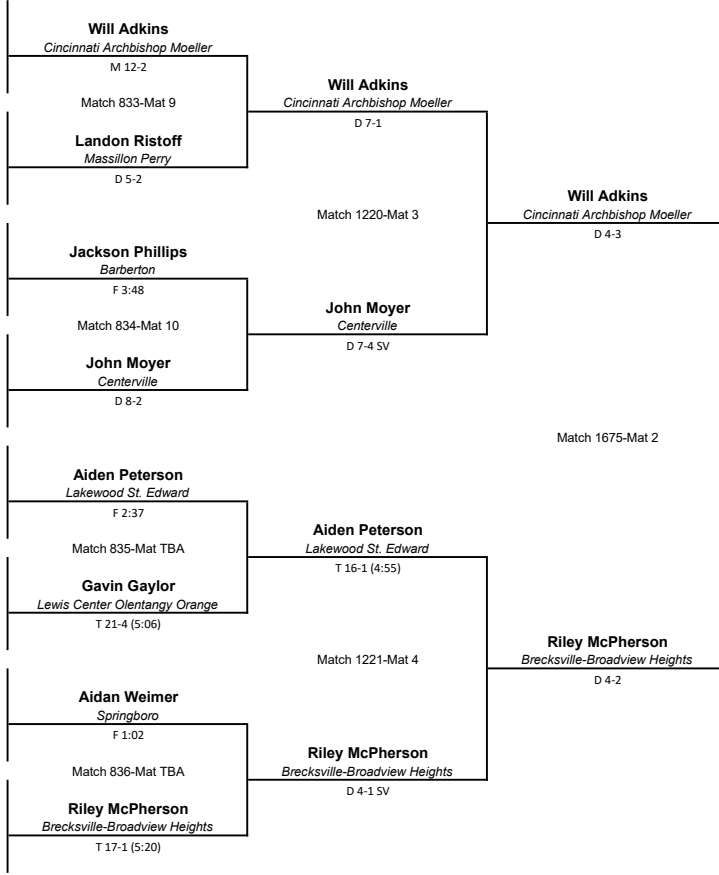 Will Adkins
Cincinnati Archbishop Moeller
M 12-2
Match 833-Mat 9
Landon Ristoff
Massillon Perry
D 5-2
Will Adkins
Cincinnati Archbishop Moeller
D 7-1
Match 1220-Mat 3
Jackson Phillips
Barberton
F 3:48
Match 834-Mat 10
John Moyer
Centerville
D 8-2
John Moyer
Centerville
D 7-4 SV
Will Adkins
Cincinnati Archbishop Moeller
D 4-3
Match 1675-Mat 2
Aiden Peterson
Lakewood St. Edward
F 2:37
Match 835-Mat TBA
Gavin Gaylor
Lewis Center Olentangy Orange
T 21-4 (5:06)
Aiden Peterson
Lakewood St. Edward
T 16-1 (4:55)
Match 1221-Mat 4
Aidan Weimer
Springboro
F 1:02
Match 836-Mat TBA
Riley McPherson
Brecksville-Broadview Heights
T 17-1 (5:20)
Riley McPherson
Brecksville-Broadview Heights
D 4-1 SV
Riley McPherson
Brecksville-Broadview Heights
D 4-2